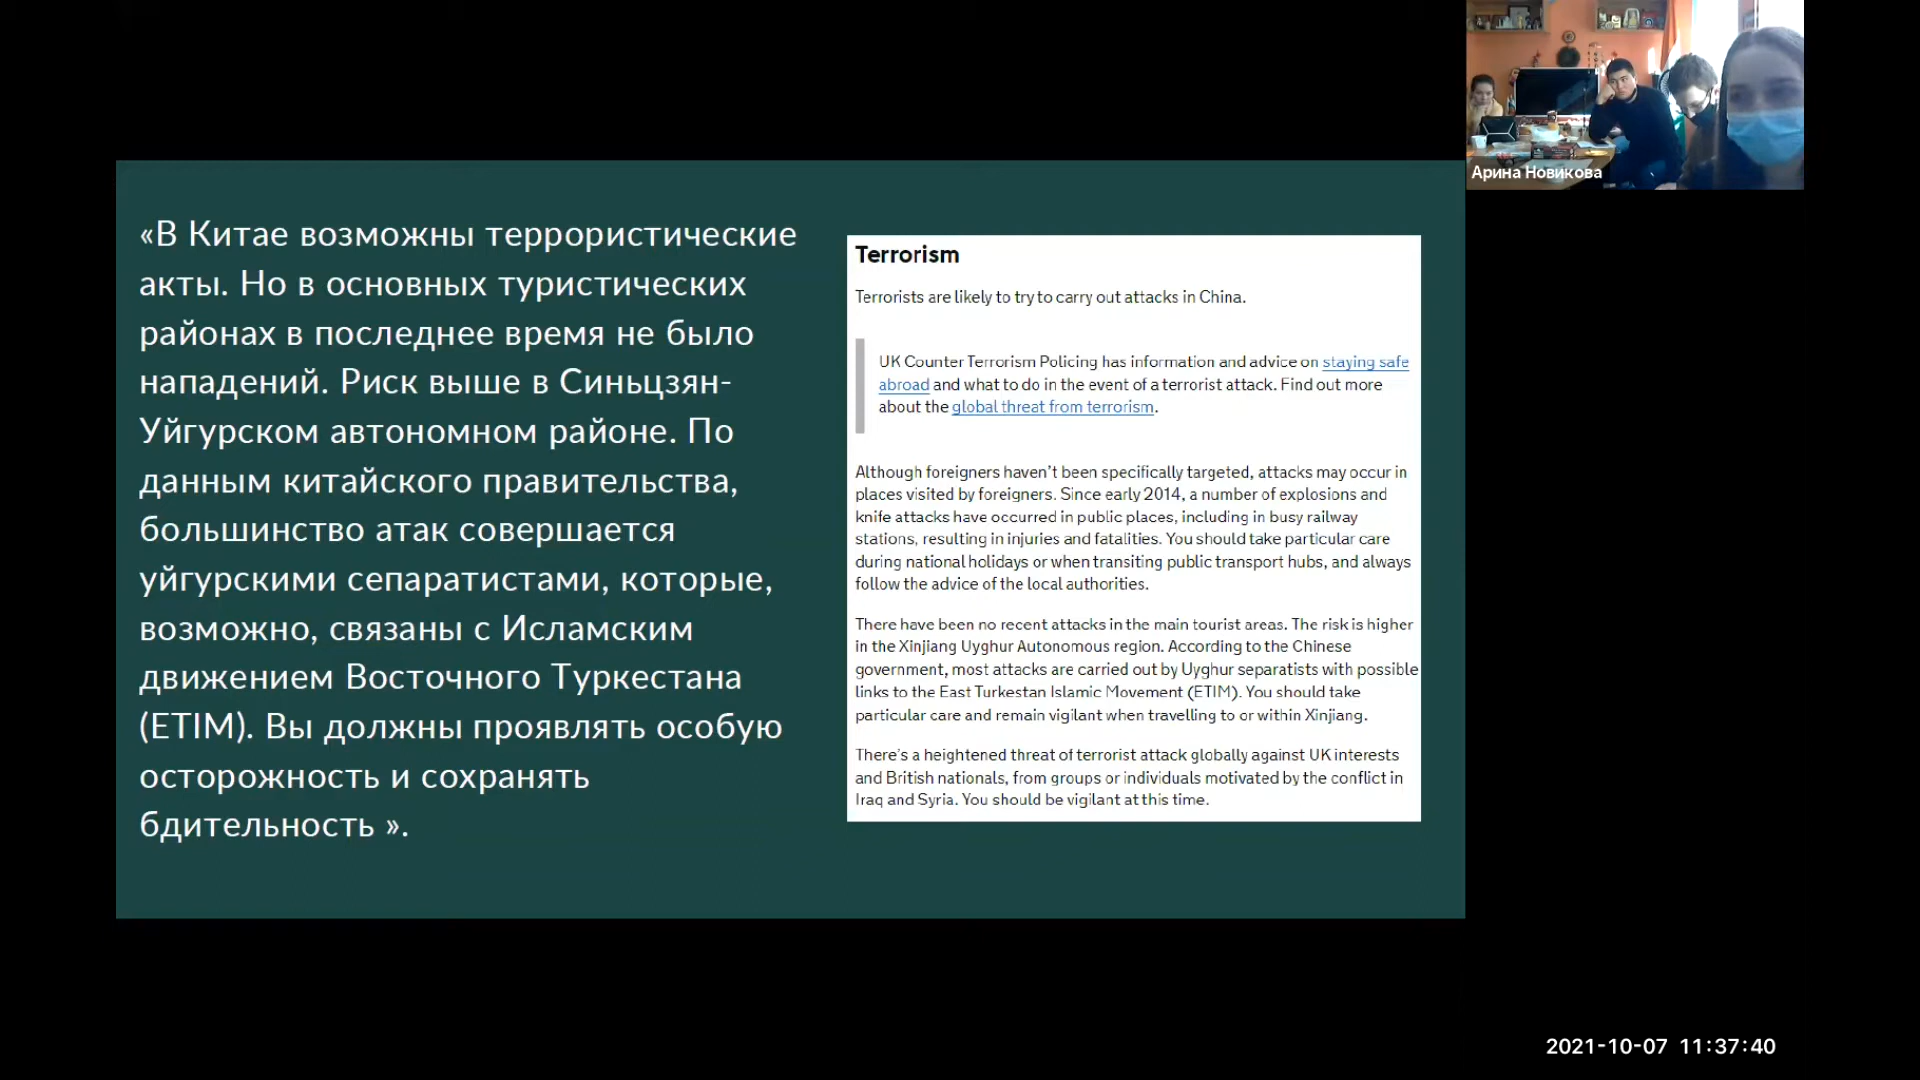 Арина Новикова
«В Китае возможны террористические
акты. Но в основных туристических
районах в последнее время не было
нападений. Риск выше в Синьцзян-
Уйгурском автономном районе. По
данным китайского правительства,
большинство атак совершается
уйгурскими сепаратистами, которые,
возможно, связаны с Исламским
движением Восточного Туркестана
(ETIM). Вы должны проявлять особую
осторожность и сохранять
бдительность ».
Terrorism
Terrorists are likely to try to carry out attacks in China.
UK Counter Terrorism Policing has information and advice on staying safe
abroad and what to do in the event of a terrorist attack. Find out more
about the global threat from terrorism.
Although foreigners haven’t been specifically targeted, attacks may occur in
places visited by foreigners. Since early 2014, a number of explosions and
knife attacks have occurred in public places, including in busy railway
stations, resulting in injuries and fatalities. You should take particular care
during national holidays or when transiting public transport hubs, and always
follow the advice of the local authorities.
There have been no recent attacks in the main tourist areas. The risk is higher
in the Xinjiang Uyghur Autonomous region. According to the Chinese
government, most attacks are carried out by Uyghur separatists with possible
links to the East Turkestan Islamic Movement (ETIM). You should take
particular care and remain vigilant when travelling to or within Xinjiang.
There’s a heightened threat of terrorist attack globally against UK interests
and British nationals, from groups or individuals motivated by the conflict in
Iraq and Syria. You should be vigilant at this time.
2021-10-07 11:37:40